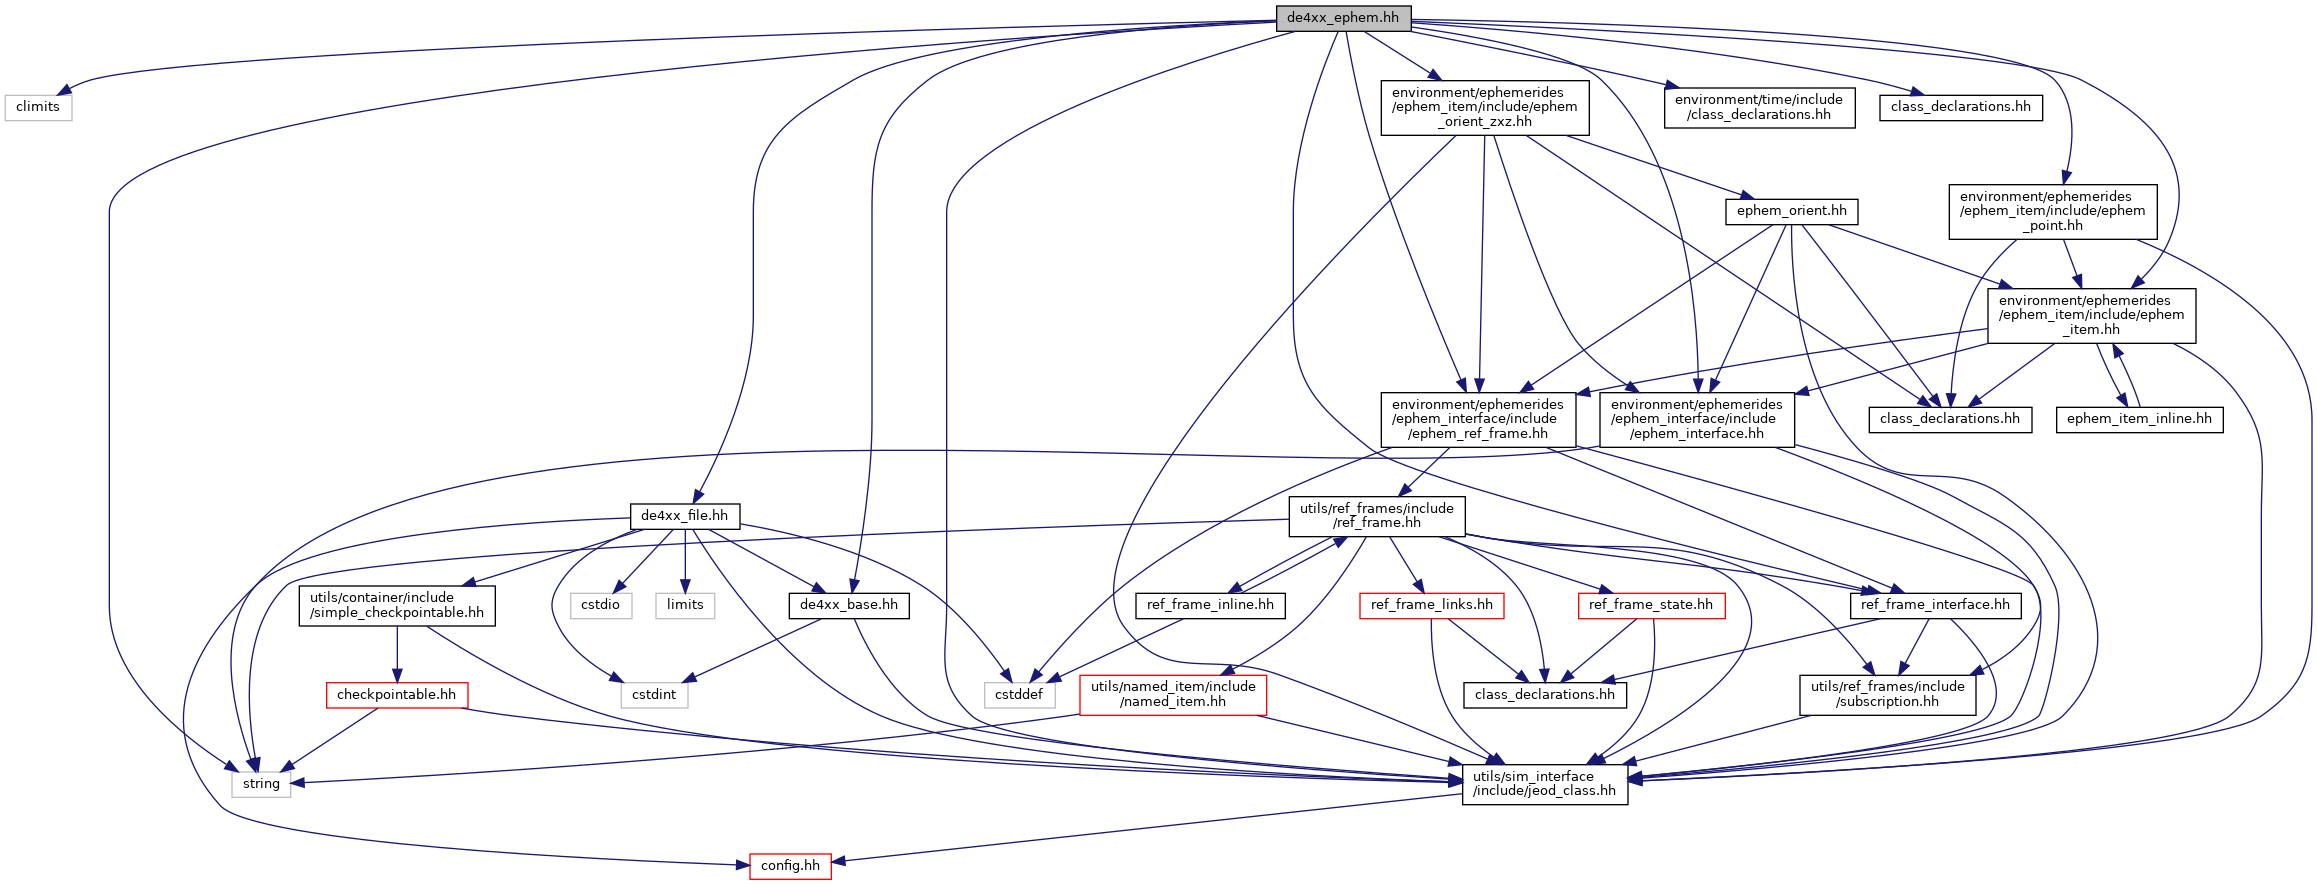 de4xx_ephem.hh
climits
environment/ephemerides
/ephem_item/include/ephem
_orient_zxz.hh
environment/time/include
/class_declarations.hh
class_declarations.hh
ephem_orient.hh
environment/ephemerides
/ephem_item/include/ephem
_point.hh
environment/ephemerides
/ephem_item/include/ephem
_item.hh
environment/ephemerides
/ephem_interface/include
/ephem_ref_frame.hh
environment/ephemerides
/ephem_interface/include
/ephem_interface.hh
class_declarations.hh
ephem_item_inline.hh
de4xx_file.hh
utils/ref_frames/include
/ref_frame.hh
utils/container/include
/simple_checkpointable.hh
cstdio
limits
de4xx_base.hh
ref_frame_inline.hh
ref_frame_links.hh
ref_frame_state.hh
ref_frame_interface.hh
checkpointable.hh
cstdint
cstddef
utils/named_item/include
/named_item.hh
class_declarations.hh
utils/ref_frames/include
/subscription.hh
string
utils/sim_interface
/include/jeod_class.hh
config.hh